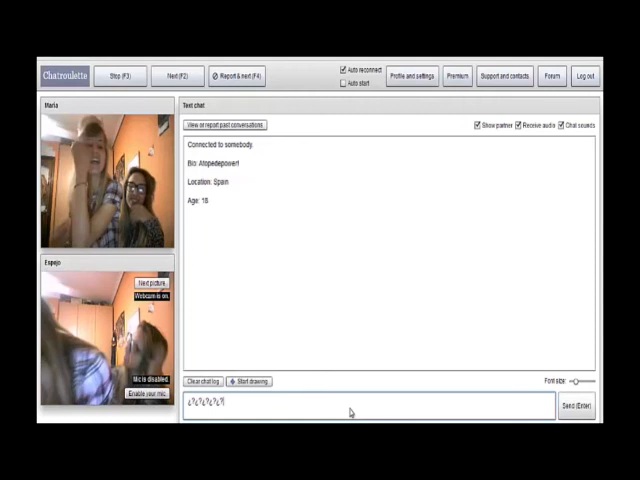 Chatroulette
Stop (F3)
Next (F2)
Report & next (F4)
Auto reconnect
Auto start
Profile and settings
Premium
Support and contacts
Forum
Log out
Maria
Text chat
View or report past conversations
Show partner
Receive audio
Chat sounds
Connected to somebody.
Bio: Atopedepower!
Location: Spain
Age: 18
Espejo
Next picture
Webcam is on.
Mic is disabled.
Enable your mic.
Clear chat log
Start drawing
Font size:
¿?¿?¿?¿?¿?
Send (Enter)